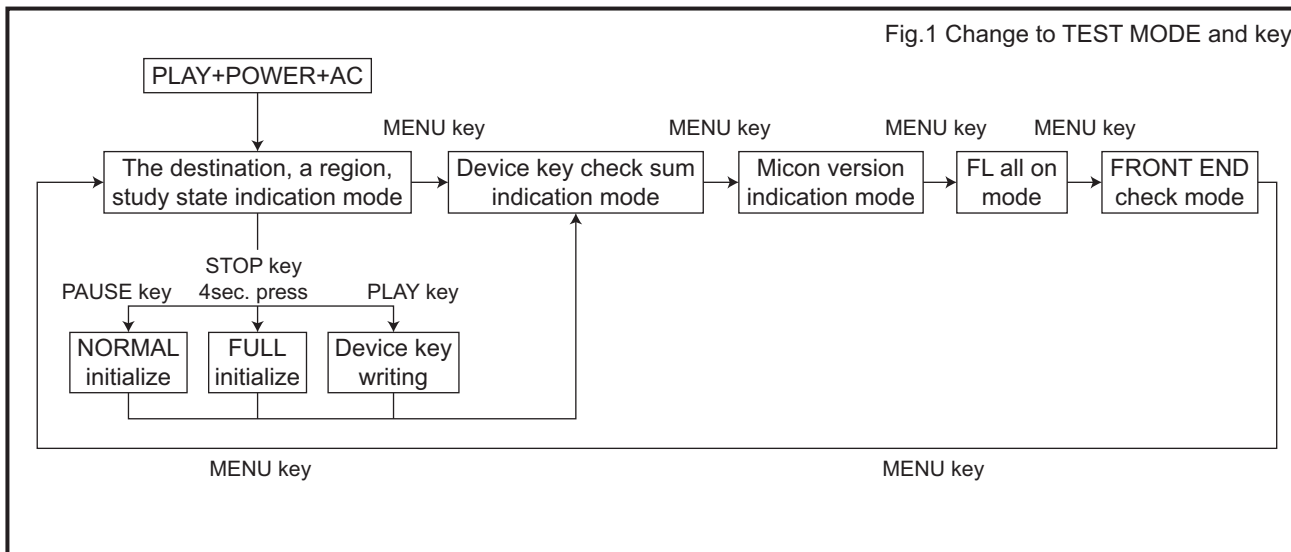 Fig.1 Change to TEST MODE and key
PLAY+POWER+AC
MENU key
MENU key
MENU key
MENU key
The destination, a region,
study state indication mode
Device key check sum
indication mode
Micon version
indication mode
FL all on
mode
FRONT END
check mode
STOP key
PAUSE key
4sec. press
PLAY key
NORMAL
initialize
FULL
initialize
Device key
writing
MENU key
MENU key